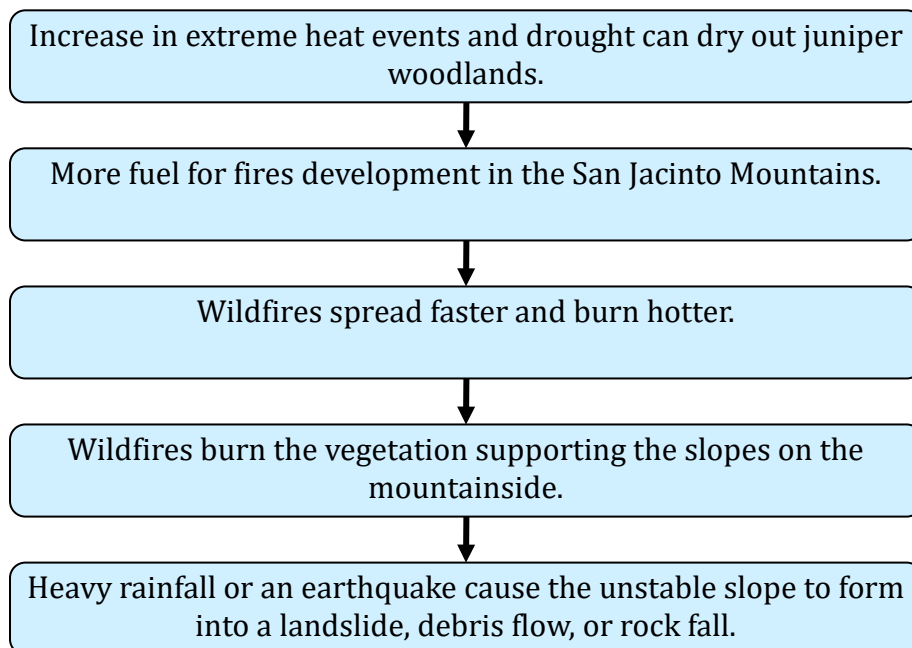 Increase in extreme heat events and drought can dry out juniper
woodlands.
More fuel for fires development in the San Jacinto Mountains.
Wildfires spread faster and burn hotter.
Wildfires burn the vegetation supporting the slopes on the
mountainside.
Heavy rainfall or an earthquake cause the unstable slope to form
into a landslide, debris flow, or rock fall.